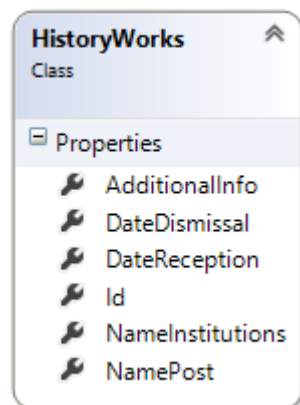 HistoryWorks
Class
Properties
AdditionalInfo
DateDismissal
DateReception
Id
NameInstitutions
NamePost